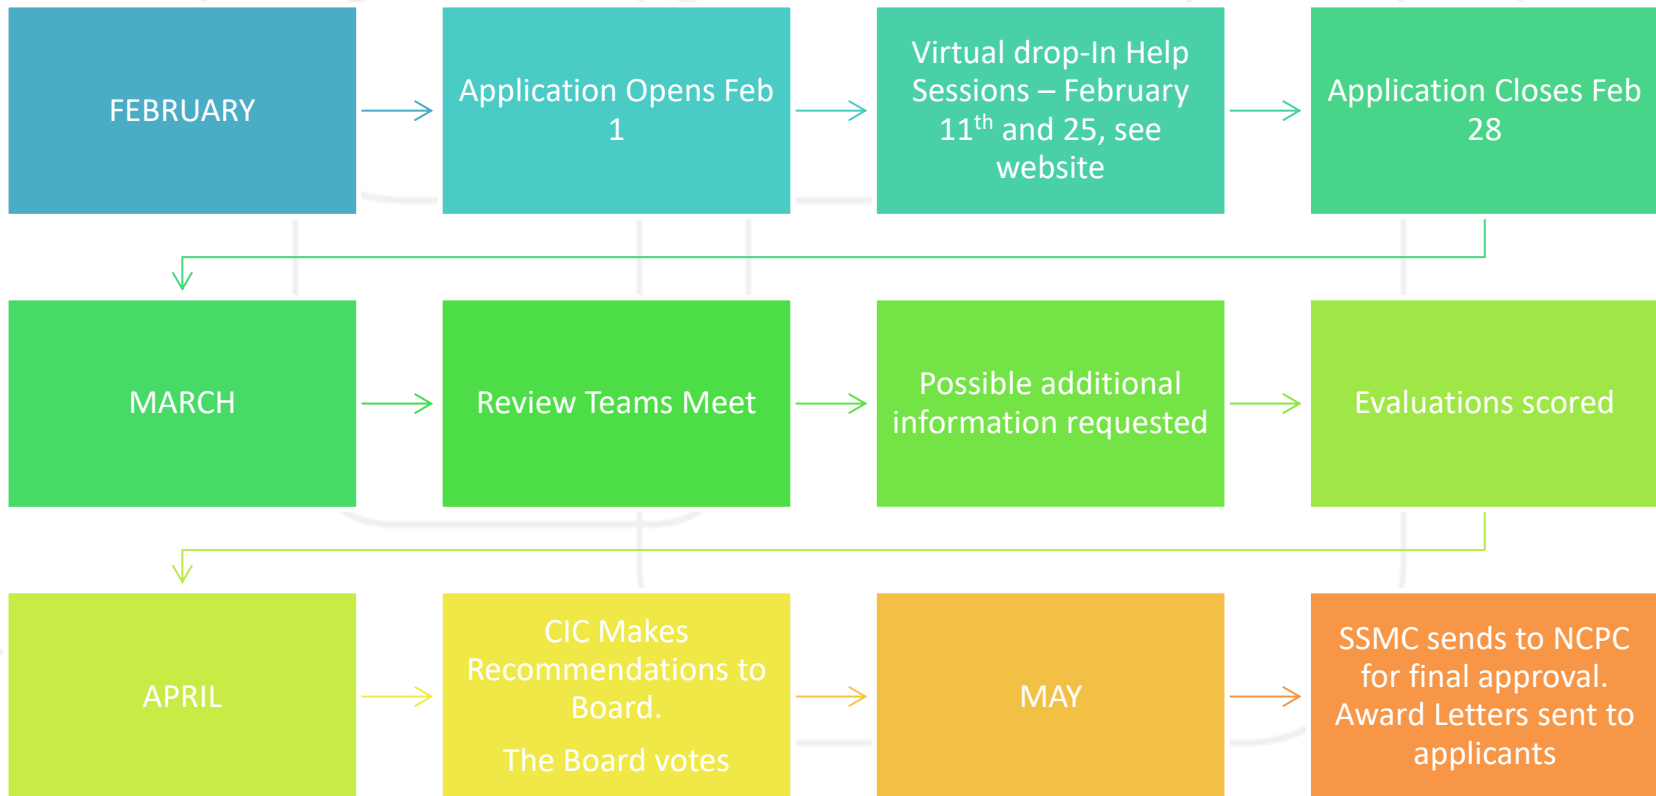 FEBRUARY
Application Opens Feb
1
Virtual drop-In Help
Sessions – February
11th and 25, see
website
Application Closes Feb
28
MARCH
Review Teams Meet
Possible additional
information requested
Evaluations scored
APRIL
CIC Makes
Recommendations to
Board.
The Board votes
MAY
SSMC sends to NCPC
for final approval.
Award Letters sent to
applicants